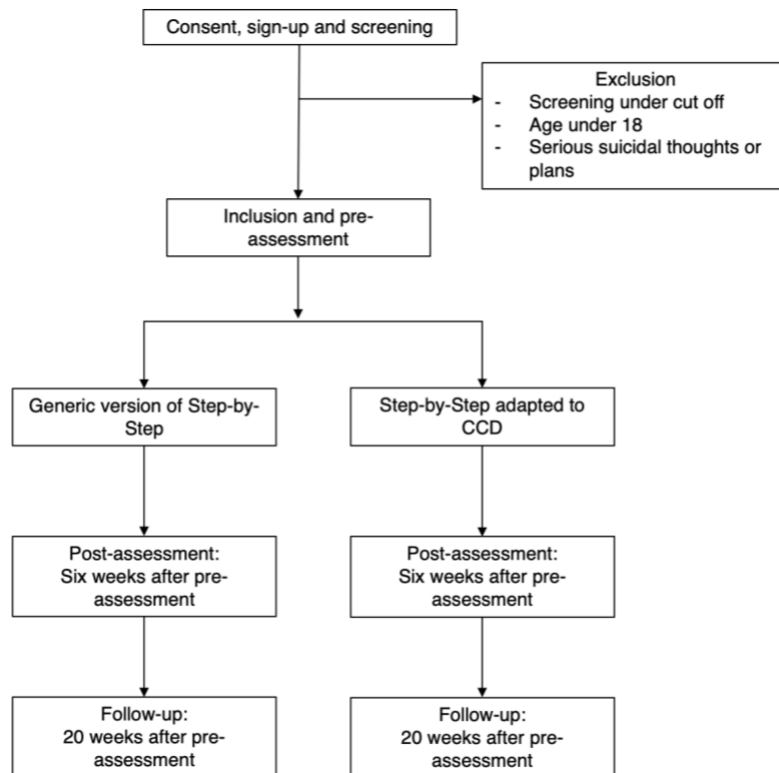 Consent, sign-up and screening
Exclusion
- Screening under cut off
- Age under 18
- Serious suicidal thoughts or
plans
Inclusion and pre-
assessment
Generic version of Step-by-
Step
Step-by-Step adapted to
CCD
Post-assessment:
Six weeks after pre-
assessment
Post-assessment:
Six weeks after pre-
assessment
Follow-up:
20 weeks after pre-
assessment
Follow-up:
20 weeks after pre-
assessment